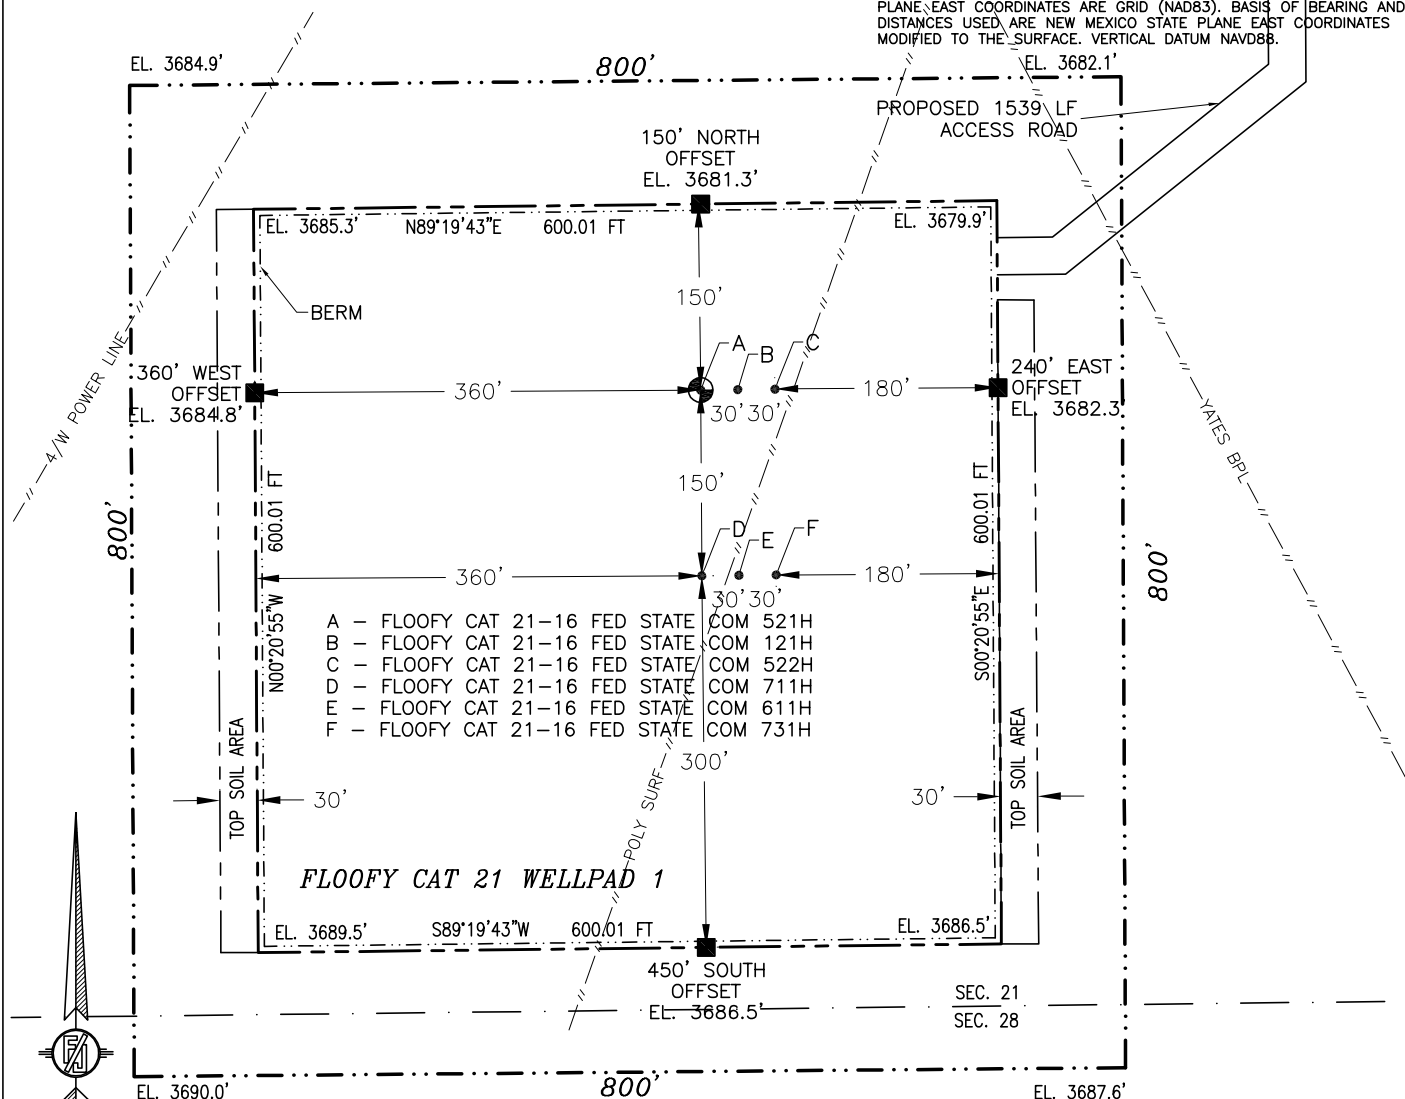 PLANE EAST COORDINATES ARE GRID (NAD83). BASIS OF BEARING AND
DISTANCES USED ARE NEW MEXICO STATE PLANE EAST COORDINATES
MODIFIED TO THE SURFACE. VERTICAL DATUM NAVD88.
EL. 3684.9'
800'
EL. 3682.1'
PROPOSED 1539 LF
ACCESS ROAD
150' NORTH
OFFSET
EL. 3681.3'
EL. 3685.3'
N89°19'43"E 600.01 FT
EL. 3679.9'
150'
BERM
4/W POWER LINE
A
B
C
360' WEST
OFFSET
EL. 3684.8'
360'
30' 30'
180'
240' EAST
OFFSET
EL. 3682.3'
YATES BPL
150'
600.01 FT
N00°20'55"W
600.01 FT
S00°20'55"E
800'
800'
D
E
F
360'
30' 30'
180'
A – FLOOFY CAT 21–16 FED STATE COM 521H
B – FLOOFY CAT 21–16 FED STATE COM 121H
C – FLOOFY CAT 21–16 FED STATE COM 522H
D – FLOOFY CAT 21–16 FED STATE COM 711H
E – FLOOFY CAT 21–16 FED STATE COM 611H
F – FLOOFY CAT 21–16 FED STATE COM 731H
300'
TOP SOIL AREA
30'
POLY SURF
30'
TOP SOIL AREA
FLOOFY CAT 21 WELLPAD 1
EL. 3689.5'
S89°19'43"W 600.01 FT
EL. 3686.5'
450' SOUTH
OFFSET
EL. 3686.5'
SEC. 21
SEC. 28
EL. 3690.0'
800'
EL. 3687.6'